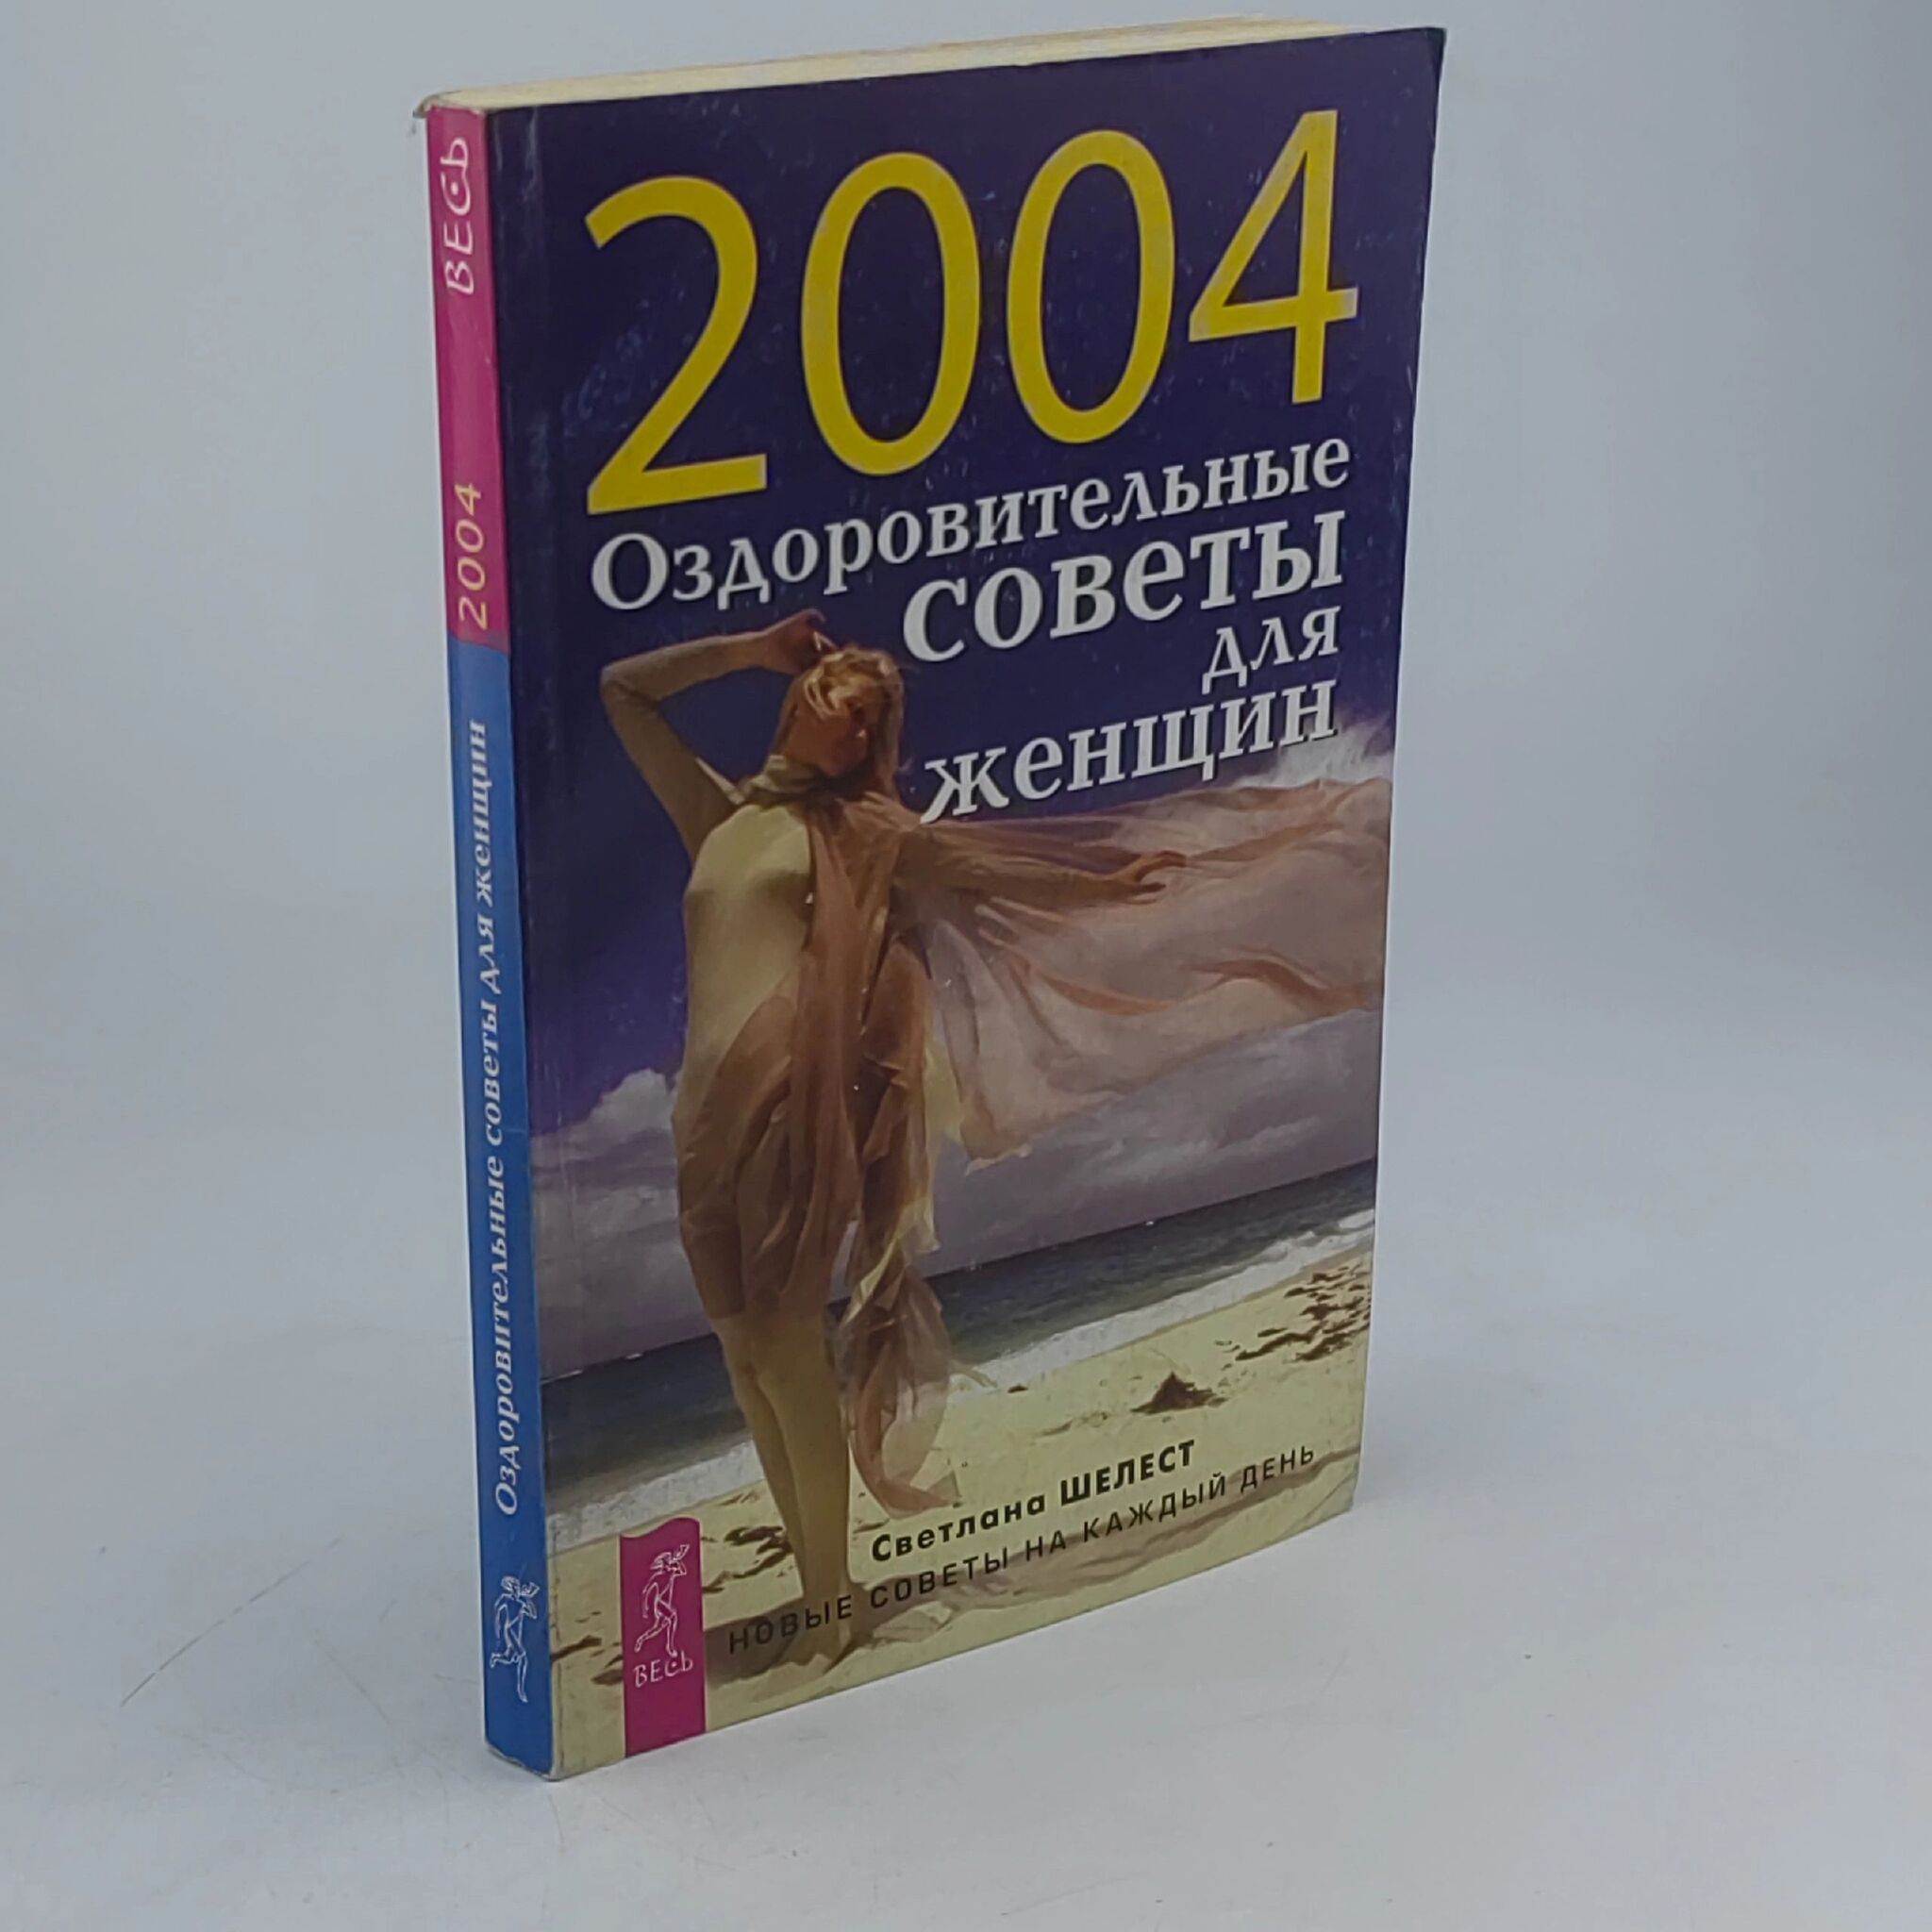 ВЕСЬ
2004
Оздоровительные советы для женщин
2004
Оздоровительные
советы
для
женщин
Светлана ШЕЛЕСТ
НОВЫЕ СОВЕТЫ НА КАЖДЫЙ ДЕНЬ
ВЕСЬ